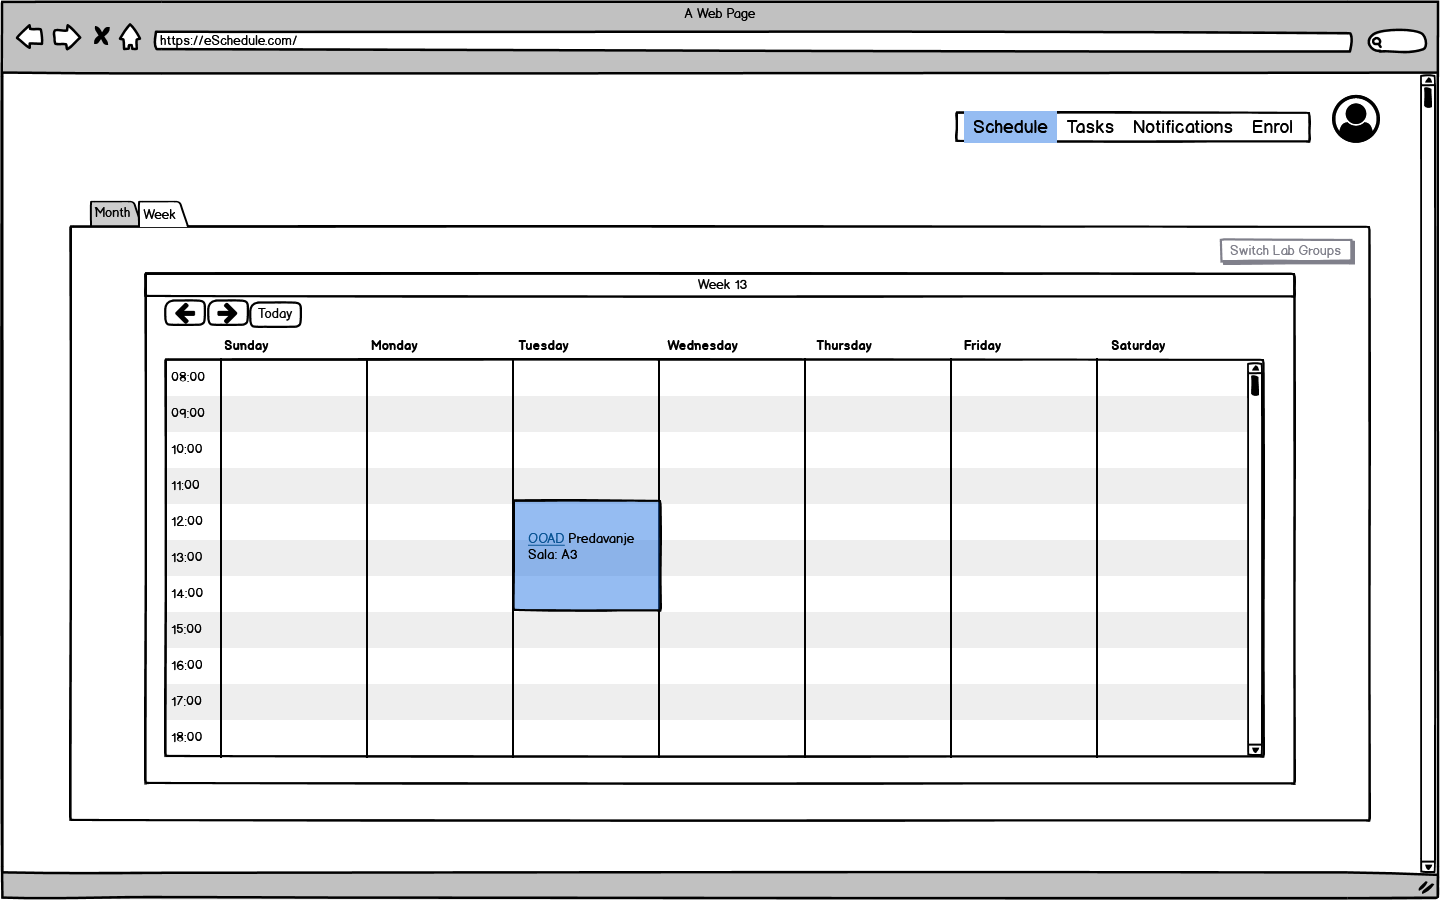 A Web Page
https://eSchedule.com/
Schedule Tasks Notifications Enrol
Month Week
Switch Lab Groups
Week 13
Today
Sunday Monday Tuesday Wednesday Thursday Friday Saturday
08:00
09:00
10:00
11:00
12:00
OOAD Predavanje
Sala: A3
13:00
14:00
15:00
16:00
17:00
18:00